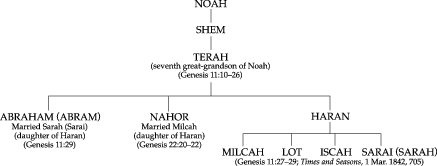 NOAH
SHEM
TERAH
(seventh great-grandson of Noah)
(Genesis 11:10–26)
ABRAHAM (ABRAM)
Married Sarah (Sarai)
(daughter of Haran)
(Genesis 11:29)
NAHOR
Married Milcah
(daughter of Haran)
(Genesis 22:20–22)
HARAN
MILCAH LOT ISCAH SARAI (SARAH)
(Genesis 11:27–29; Times and Seasons, 1 Mar. 1842, 705)